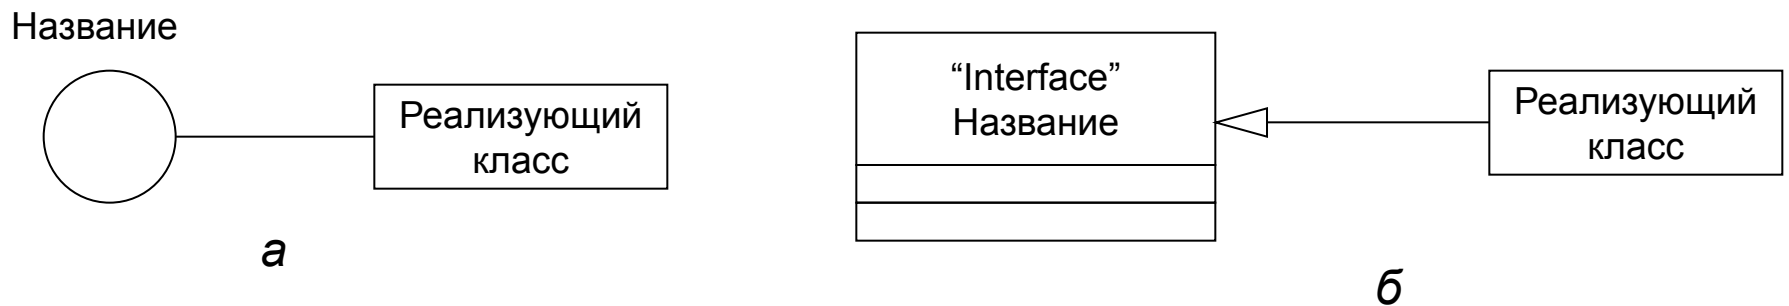 Название
Реализующий
класс
а
“Interface”
Название
Реализующий
класс
б